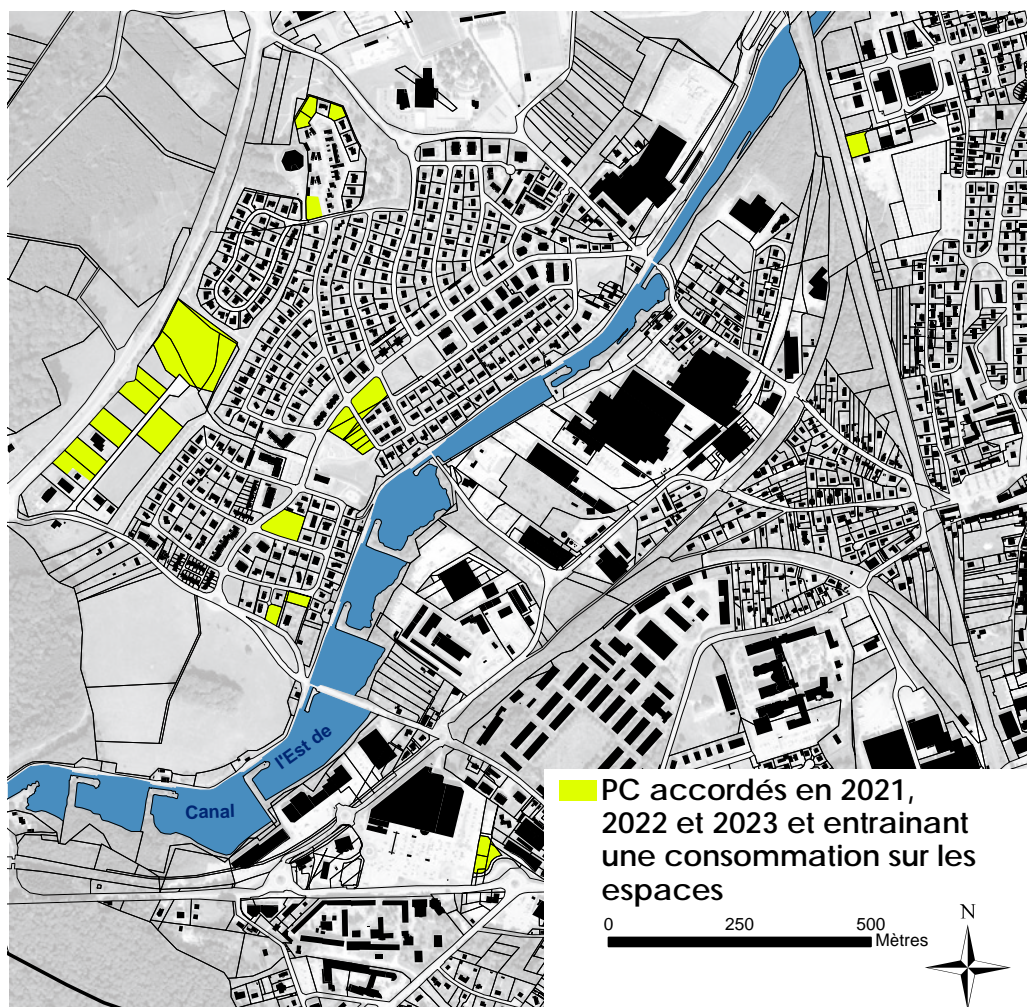 l'Est de
Canal
PC accordés en 2021,
2022 et 2023 et entrainant
une consommation sur les
espaces
0 250 500
Mètres
N